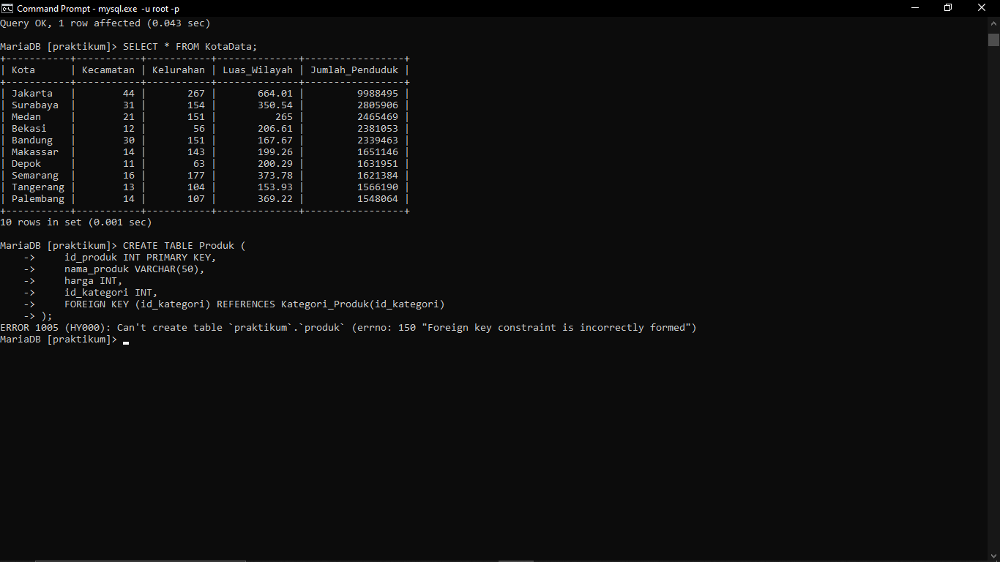 Command Prompt - mysql.exe -u root -p
Query OK, 1 row affected (0.043 sec)
MariaDB [praktikum]> SELECT * FROM KotaData;
+-----------+-----------+-----------+--------------+-----------------+
| Kota      | Kecamatan | Kelurahan | Luas_Wilayah | Jumlah_Penduduk |
+-----------+-----------+-----------+--------------+-----------------+
| Jakarta   |        44 |       267 |       664.01 |         9988495 |
| Surabaya  |        31 |       154 |       350.54 |         2805906 |
| Medan     |        21 |       151 |          265 |         2465469 |
| Bekasi    |        12 |        56 |       206.61 |         2381053 |
| Bandung   |        30 |       151 |       167.67 |         2339463 |
| Makassar  |        14 |       143 |       199.26 |         1651146 |
| Depok     |        11 |        63 |       200.29 |         1631951 |
| Semarang  |        16 |       177 |       373.78 |         1621384 |
| Tangerang |        13 |       104 |       153.93 |         1566190 |
| Palembang |        14 |       107 |       369.22 |         1548064 |
+-----------+-----------+-----------+--------------+-----------------+
10 rows in set (0.001 sec)
MariaDB [praktikum]> CREATE TABLE Produk (
    ->     id_produk INT PRIMARY KEY,
    ->     nama_produk VARCHAR(50),
    ->     harga INT,
    ->     id_kategori INT,
    ->     FOREIGN KEY (id_kategori) REFERENCES Kategori_Produk(id_kategori)
    -> );
ERROR 1005 (HY000): Can't create table `praktikum`.`produk` (errno: 150 "Foreign key constraint is incorrectly formed")
MariaDB [praktikum]>